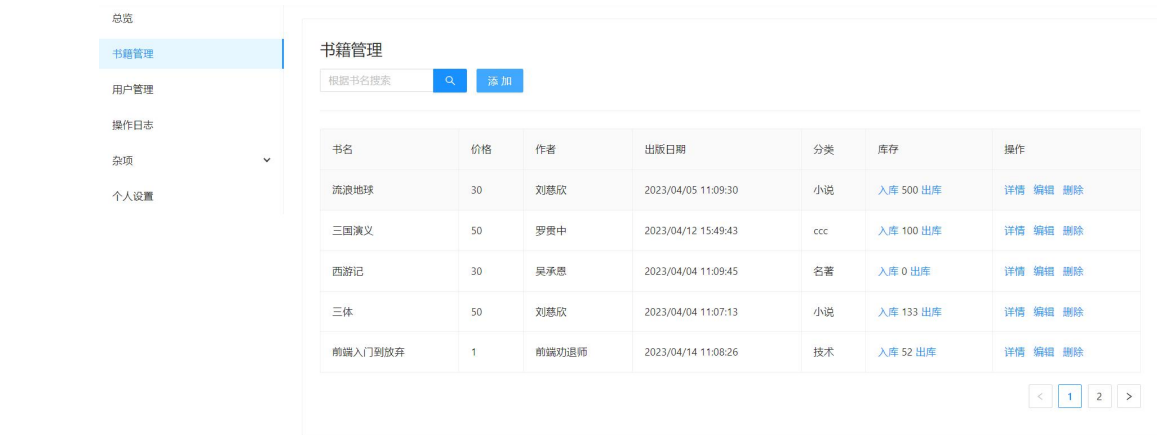 总览
书籍管理
用户管理
操作日志
杂项
个人设置
书籍管理
根据书名搜索
添加
书名 价格 作者 出版日期 分类 库存 操作
流浪地球 30 刘慈欣 2023/04/05 11:09:30 小说 入库 500 出库 详情 编辑 删除
三国演义 50 罗贯中 2023/04/12 15:49:43 ccc 入库 100 出库 详情 编辑 删除
西游记 30 吴承恩 2023/04/04 11:09:45 名著 入库 0 出库 详情 编辑 删除
三体 50 刘慈欣 2023/04/04 11:07:13 小说 入库 133 出库 详情 编辑 删除
前端入门到放弃 1 前端劝退师 2023/04/14 11:08:26 技术 入库 52 出库 详情 编辑 删除
< 1 2 >